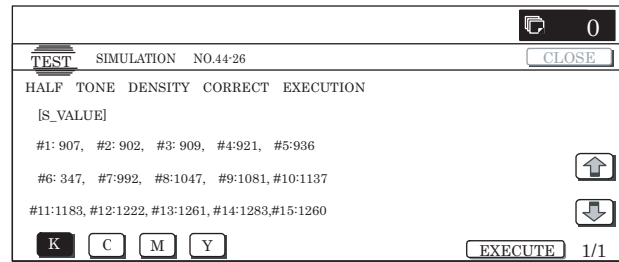 0
TEST SIMULATION NO.44-26 CLOSE
HALF TONE DENSITY CORRECT EXECUTION
[S_VALUE]
#1: 907, #2: 902, #3: 909, #4:921, #5:936
#6: 347, #7:992, #8:1047, #9:1081, #10:1137
#11:1183, #12:1222, #13:1261, #14:1283,#15:1260
K C M Y EXECUTE 1/1